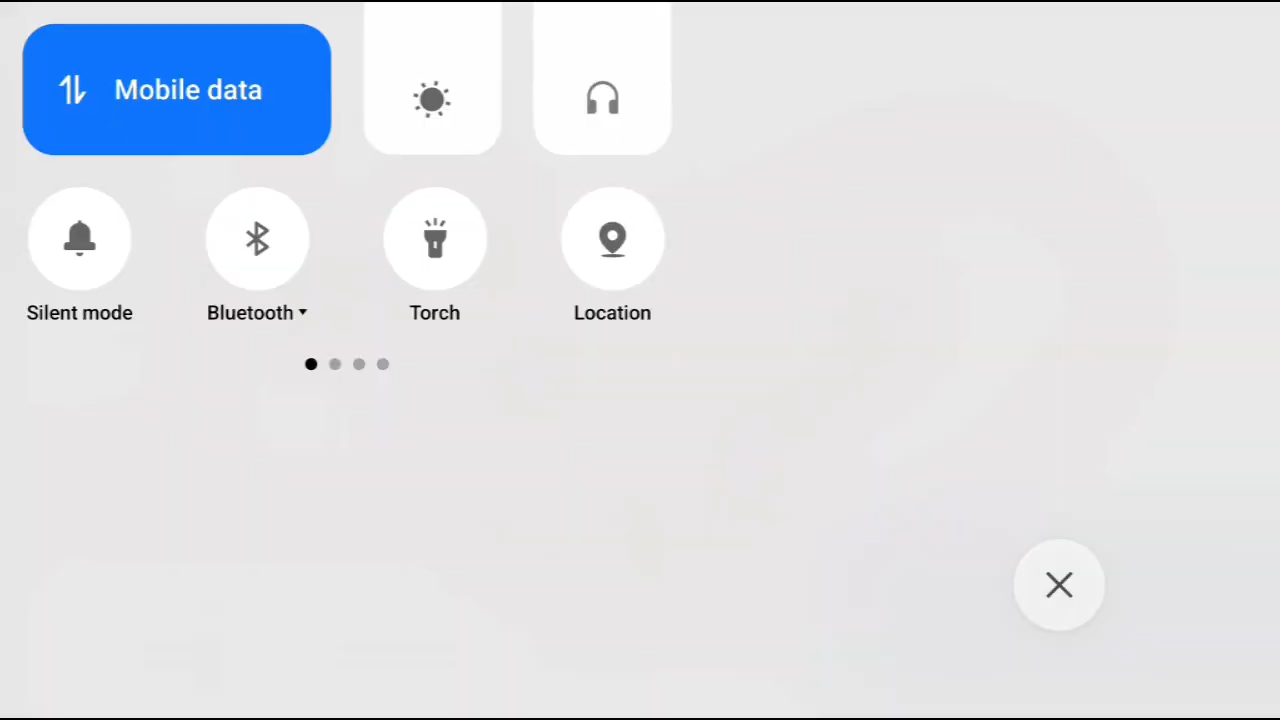 Mobile data
Silent mode
Bluetooth
Torch
Location